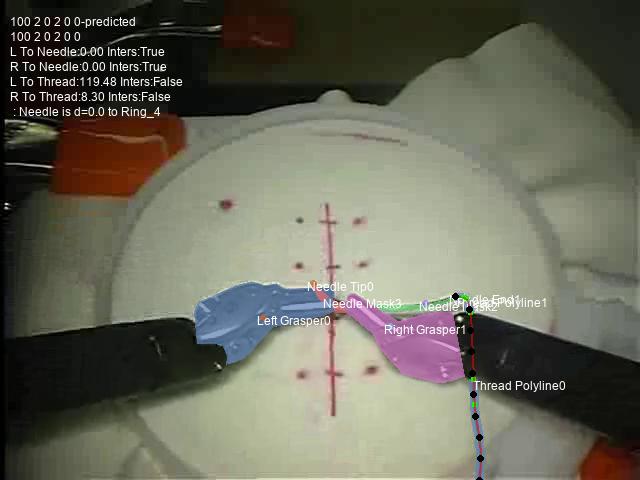 100 2 0 2 0 0-predicted
100 2 0 2 0 0
L To Needle:0.00 Inters:True
R To Needle:0.00 Inters:True
L To Thread:119.48 Inters:False
R To Thread:8.30 Inters:False
: Needle is d=0.0 to Ring_4
Needle Tip0
Needle Mask3
Left Grasper0
Right Grasper1
Thread Polyline0